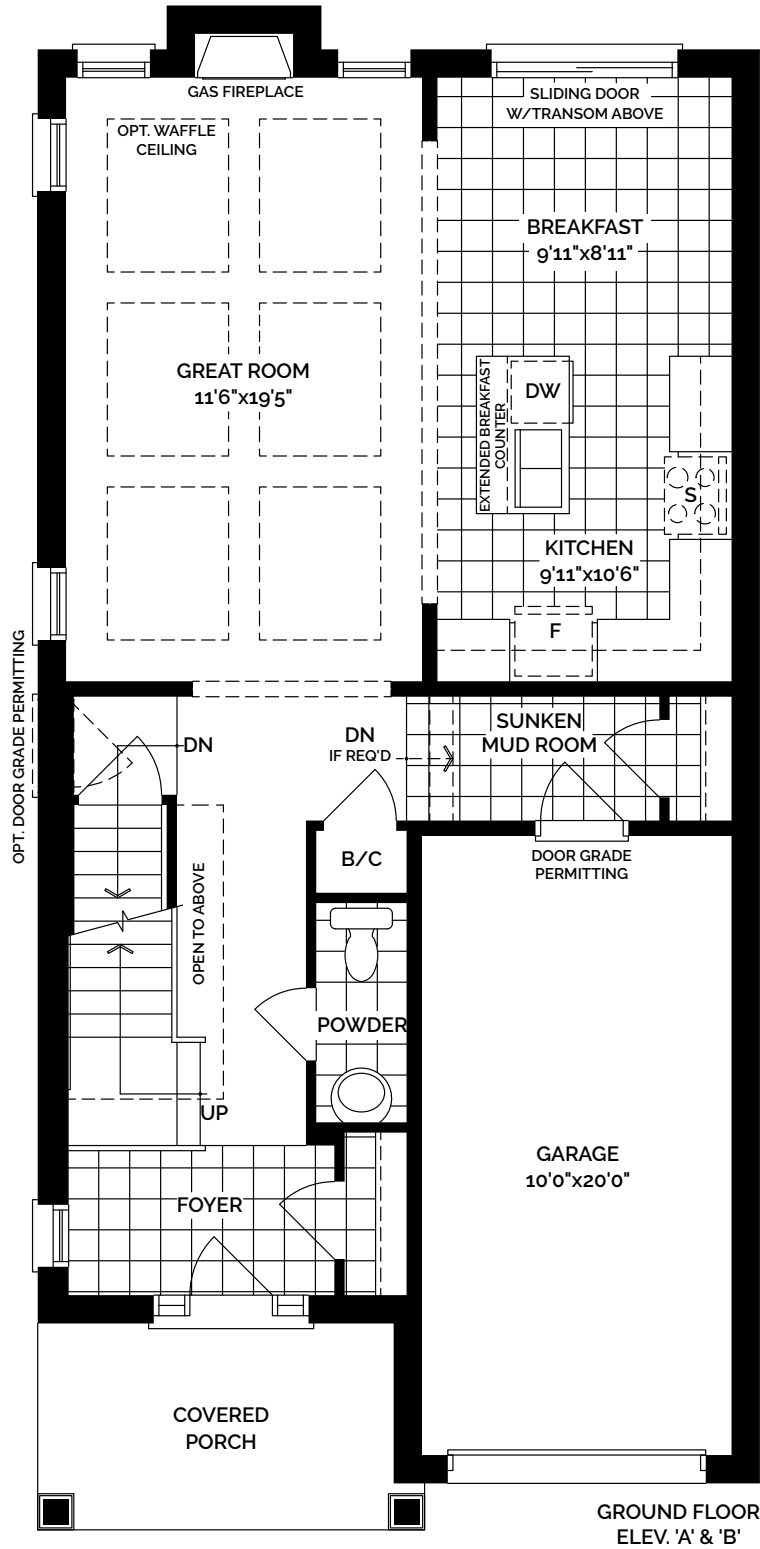 GAS FIREPLACE
SLIDING DOOR
W/TRANSOM ABOVE
OPT. WAFFLE
CEILING
BREAKFAST
9'11"x8'11"
GREAT ROOM
11'6"x19'5"
DW
EXTENDED BREAKFAST
COUNTER
S
KITCHEN
9'11"x10'6"
F
OPT. DOOR GRADE PERMITTING
DN
DN
IF REQ'D
SUNKEN
MUD ROOM
B/C
DOOR GRADE
PERMITTING
OPEN TO ABOVE
POWDER
UP
GARAGE
10'0"x20'0"
FOYER
COVERED
PORCH
GROUND FLOOR
ELEV. 'A' & 'B'